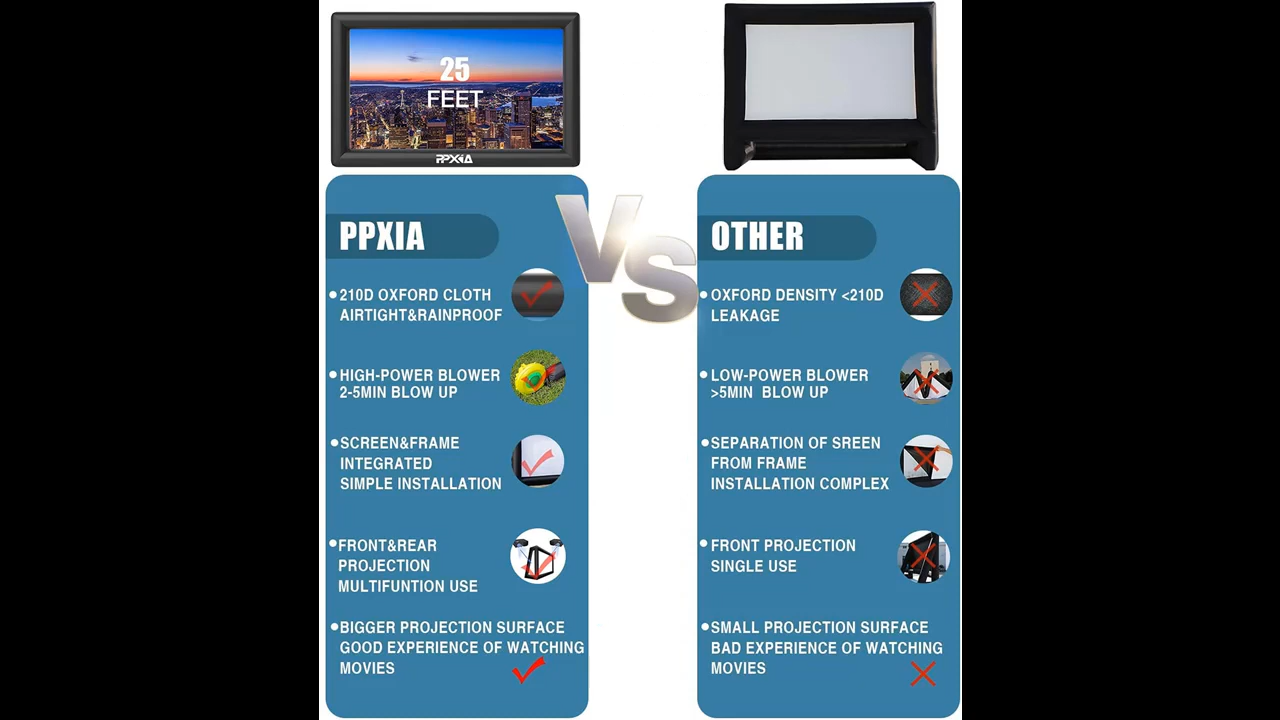 25
FEET
PPXIA
VS
PPXIA
•210D OXFORD CLOTH
AIRTIGHT&RAINPROOF
•HIGH-POWER BLOWER
2-5MIN BLOW UP
•SCREEN&FRAME
INTEGRATED
SIMPLE INSTALLATION
•FRONT&REAR
PROJECTION
MULTIFUNTION USE
•BIGGER PROJECTION SURFACE
GOOD EXPERIENCE OF WATCHING
MOVIES
OTHER
•OXFORD DENSITY <210D
LEAKAGE
•LOW-POWER BLOWER
>5MIN BLOW UP
•SEPARATION OF SREEN
FROM FRAME
INSTALLATION COMPLEX
•FRONT PROJECTION
SINGLE USE
•SMALL PROJECTION SURFACE
BAD EXPERIENCE OF WATCHING
MOVIES